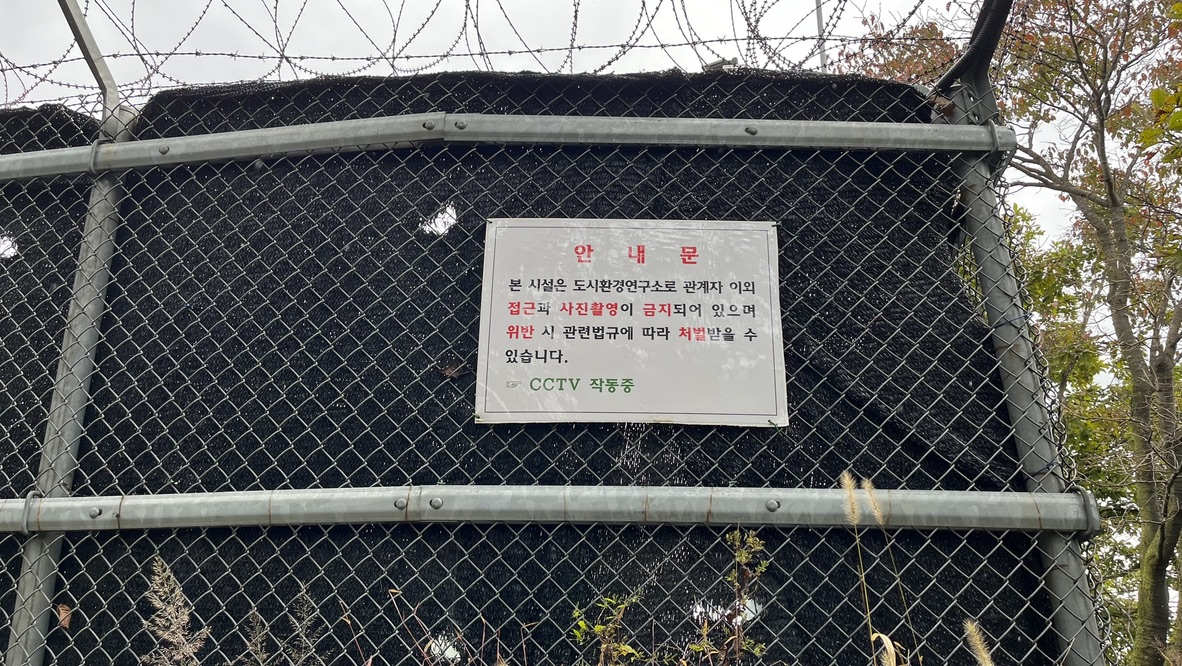 안 내 문
본 시설은 도시환경연구소로 관계자 이외
접근과 사진촬영이 금지되어 있으며
위반 시 관련법규에 따라 처벌받을 수
있습니다.
☞ CCTV 작동중